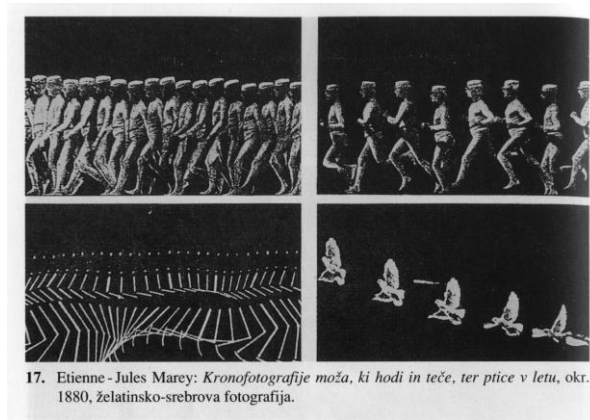 17. Etienne - Jules Marey: Kronofotografije moža, ki hodi in teče, ter ptice v letu, okr.
1880, želatinsko-srebrova fotografija.